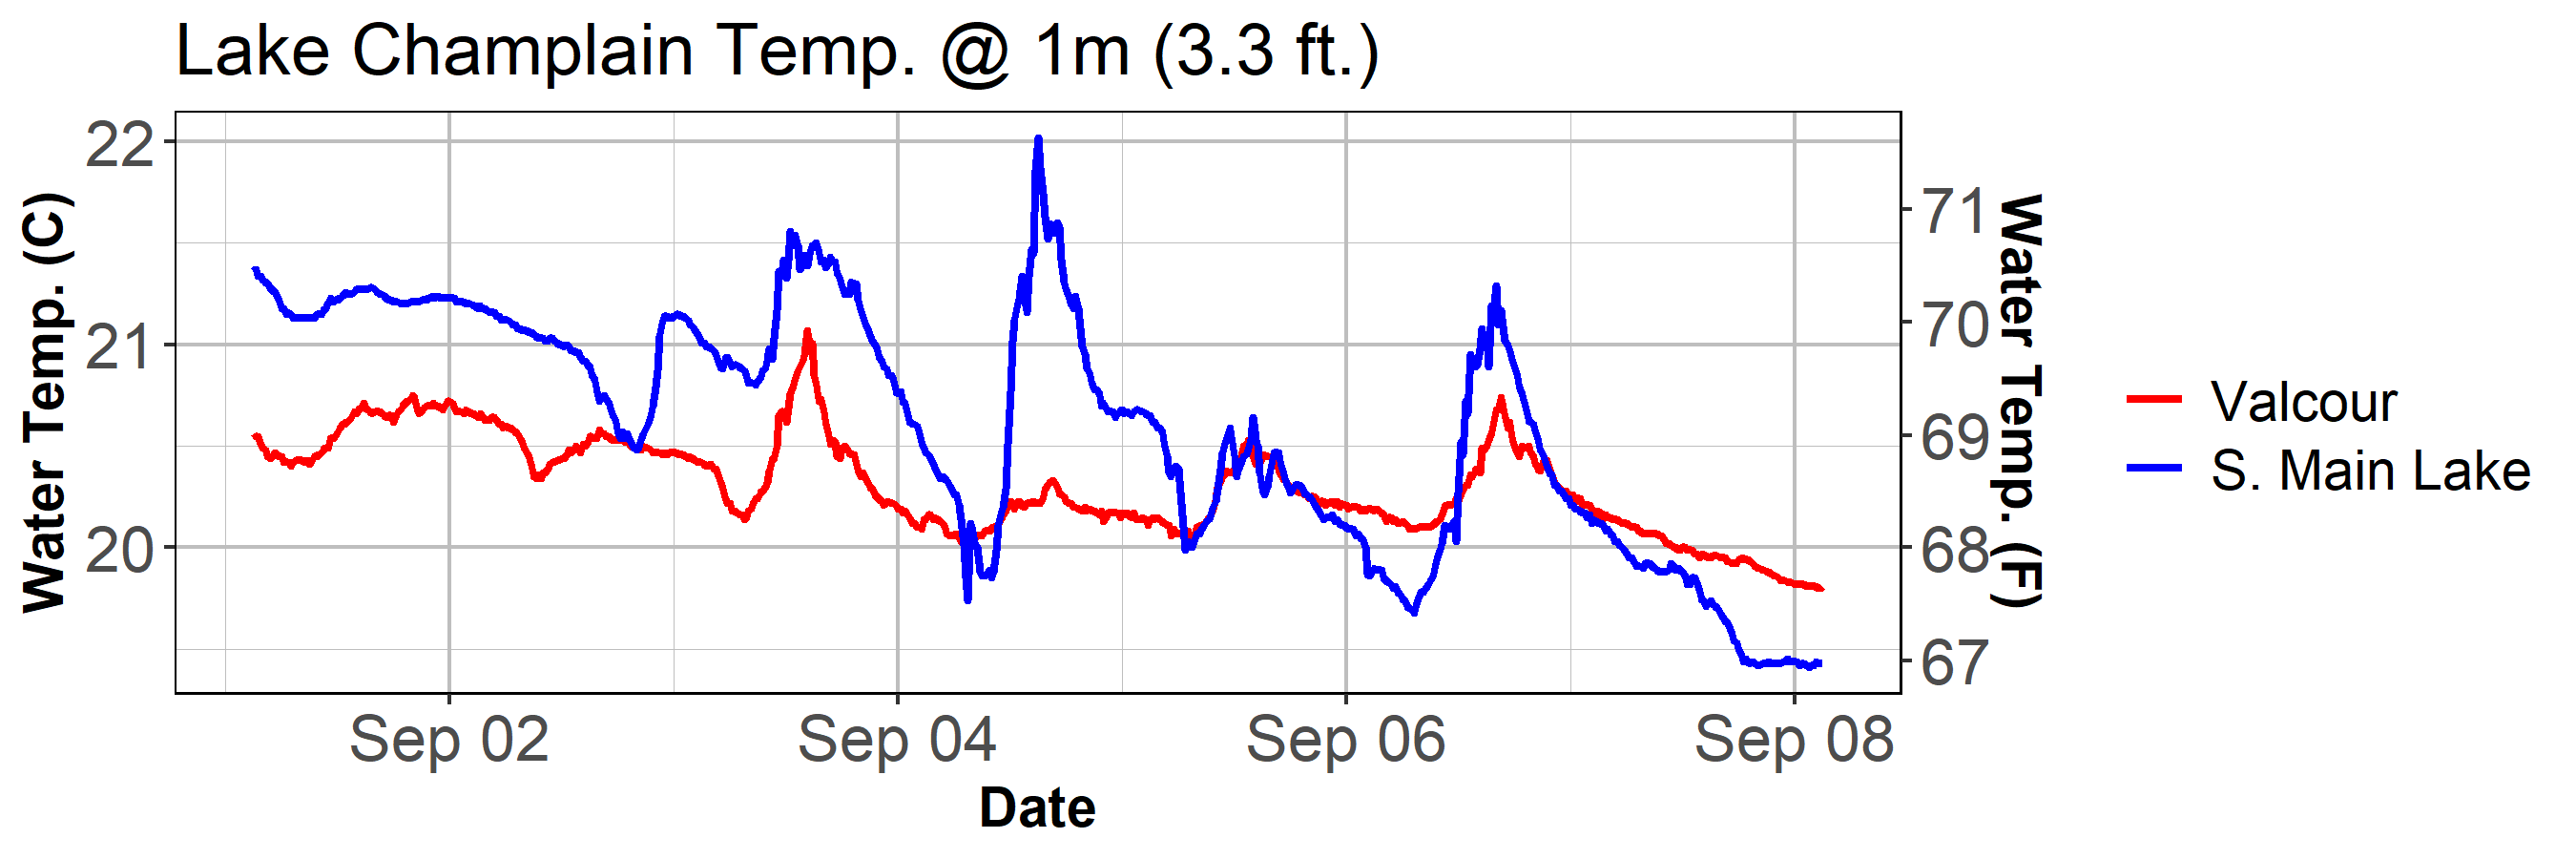 Lake Champlain Temp. @ 1m (3.3 ft.)
Water Temp. (C)
22
21
20
71
70
69
68
67
Water Temp. (F)
Sep 02
Sep 04
Sep 06
Sep 08
Date
Valcour
S. Main Lake